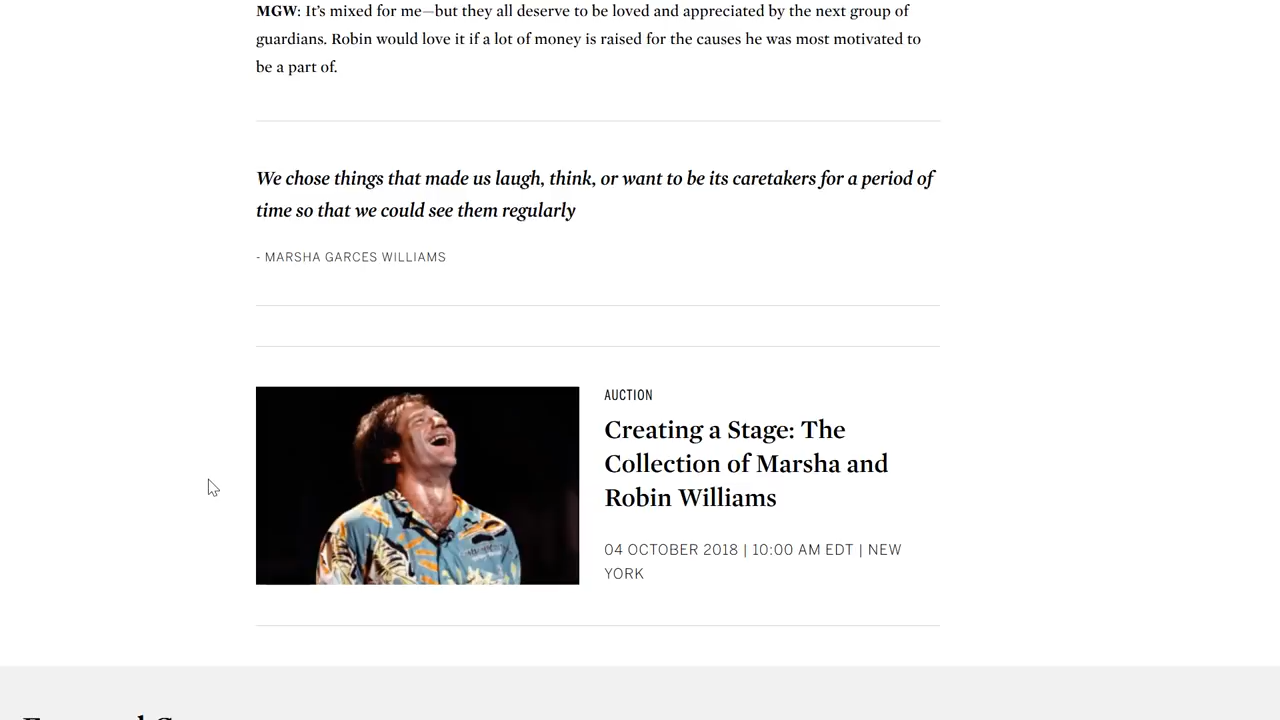 MGW: It's mixed for me—but they all deserve to be loved and appreciated by the next group of
guardians. Robin would love it if a lot of money is raised for the causes he was most motivated to
be a part of.
We chose things that made us laugh, think, or want to be its caretakers for a period of
time so that we could see them regularly
- MARSHA GARCES WILLIAMS
AUCTION
Creating a Stage: The
Collection of Marsha and
Robin Williams
04 OCTOBER 2018 | 10:00 AM EDT | NEW
YORK